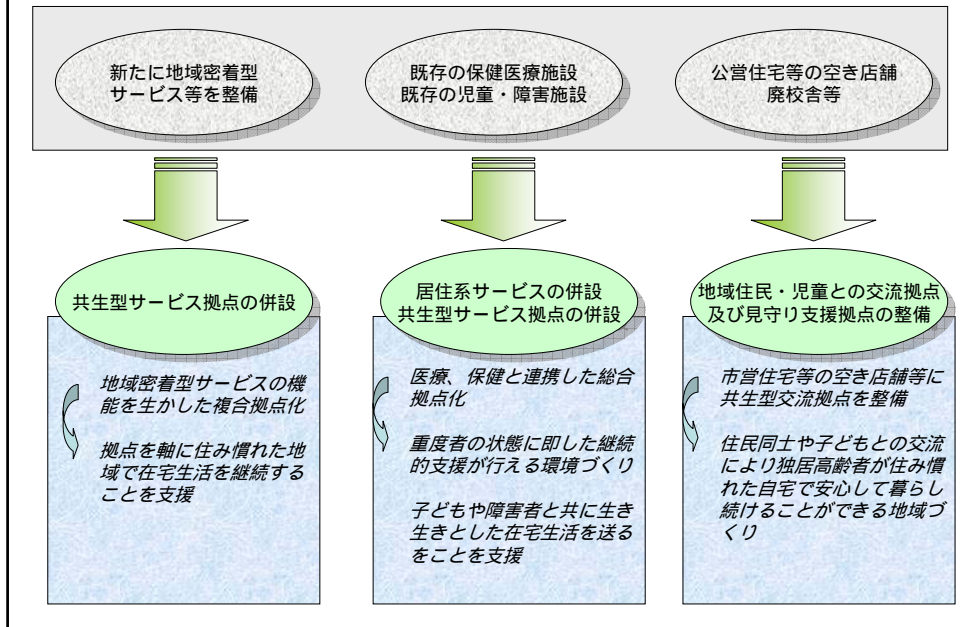 新たに地域密着型
サービス等を整備
既存の保健医療施設
既存の児童・障害施設
公営住宅等の空き店舗
廃校舎等
共生型サービス拠点の併設
居住系サービスの併設
共生型サービス拠点の併設
地域住民・児童との交流拠点
及び見守り支援拠点の整備
地域密着型サービスの機
能を生かした複合拠点化
拠点を軸に住み慣れた地
域で在宅生活を継続する
ことを支援
医療、保健と連携した総合
拠点化
重度者の状態に即した継続
的支援が行える環境づくり
子どもや障害者と共に生き
生きとした在宅生活を送る
をことを支援
市営住宅等の空き店舗等に
共生型交流拠点を整備
住民同士や子どもとの交流
により独居高齢者が住み慣
れた自宅で安心して暮らし
続けることができる地域づ
くり